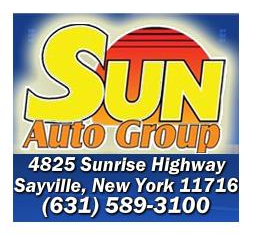 SUN
Auto Group
4825 Sunrise Highway
Sayville, New York 11716
(631) 589-3100